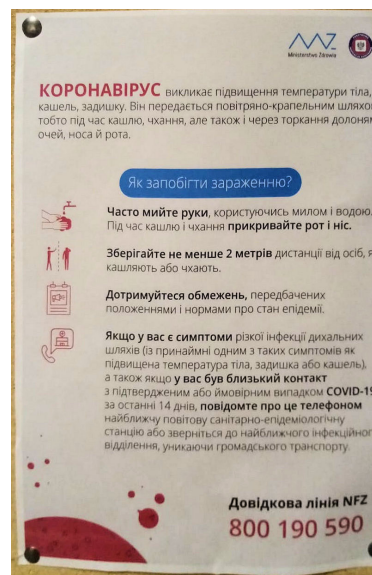 Ministerstwo Zdrowia
КОРОНАВІРУС викликає підвищення температури тіла,
кашель, задишку. Він передається повітряно-крапельним шляхо
тобто під час кашлю, чхання, але також і через торкання долоням
очей, носа й рота.
Як запобігти зараженню?
Часто мийте руки, користуючись милом і водою.
Під час кашлю і чхання прикривайте рот і ніс.
Зберігайте не менше 2 метрів дистанції від осіб, я
кашляють або чхають.
Дотримуйтеся обмежень, передбачених
положеннями і нормами про стан епідемії.
Якщо у вас є симптоми різкої інфекції дихальних
шляхів (із принаймні одним з таких симптомів як
підвищена температура тіла, задишка або кашель),
а також якщо у вас був близький контакт
з підтвердженим або ймовірним випадком COVID-19
за останні 14 днів, повідомте про це телефоном
найближчу повітову санітарно-епідеміологічну
станцію або зверніться до найближчого інфекційног
відділення, уникаючи громадського транспорту.
Довідкова лінія NFZ
800 190 590